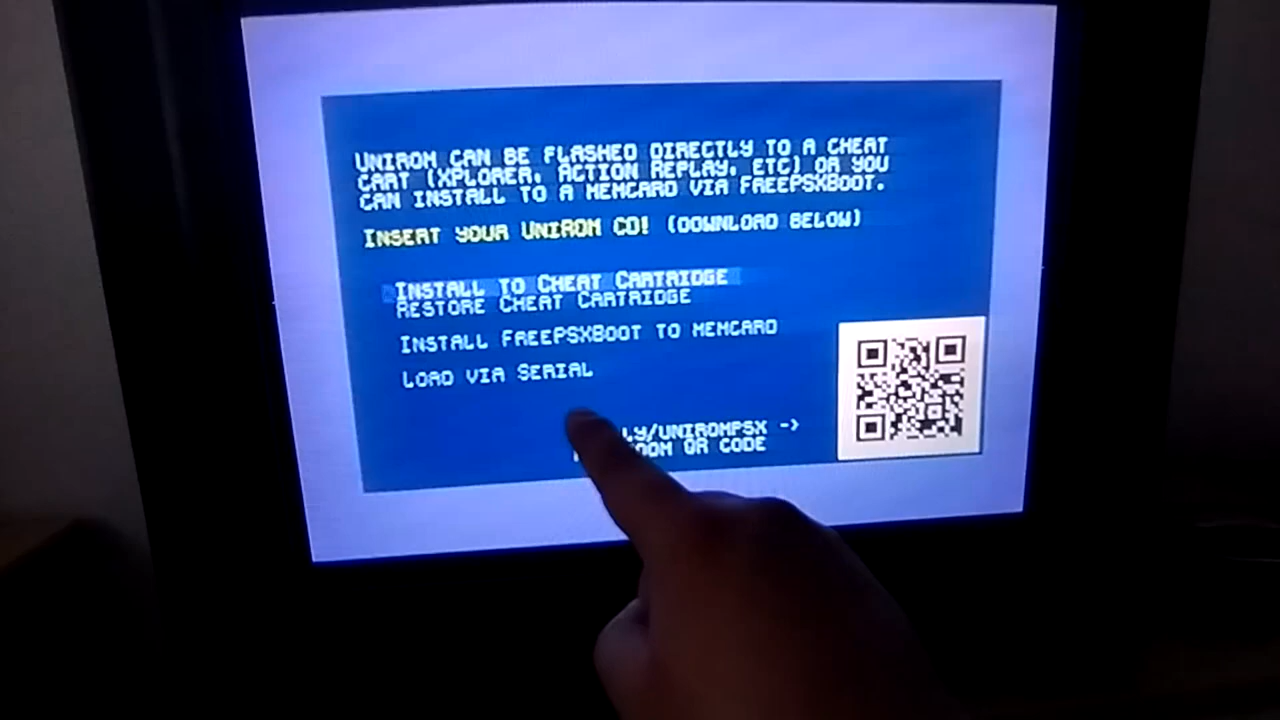 UNIROM CAN BE FLASHED DIRECTLY TO A CHEAT
CART (XPLORER, ACTION REPLAY, ETC) OR YOU
CAN INSTALL TO A MEMCARD VIA FREEPSXBOOT.
INSERT YOUR UNIROM CD! (DOWNLOAD BELOW)
INSTALL TO CHEAT CARTRIDGE
RESTORE CHEAT CARTRIDGE
INSTALL FREEPSXBOOT TO MEMCARD
LOAD VIA SERIAL
LY/UNIROMPSX ->
QR CODE